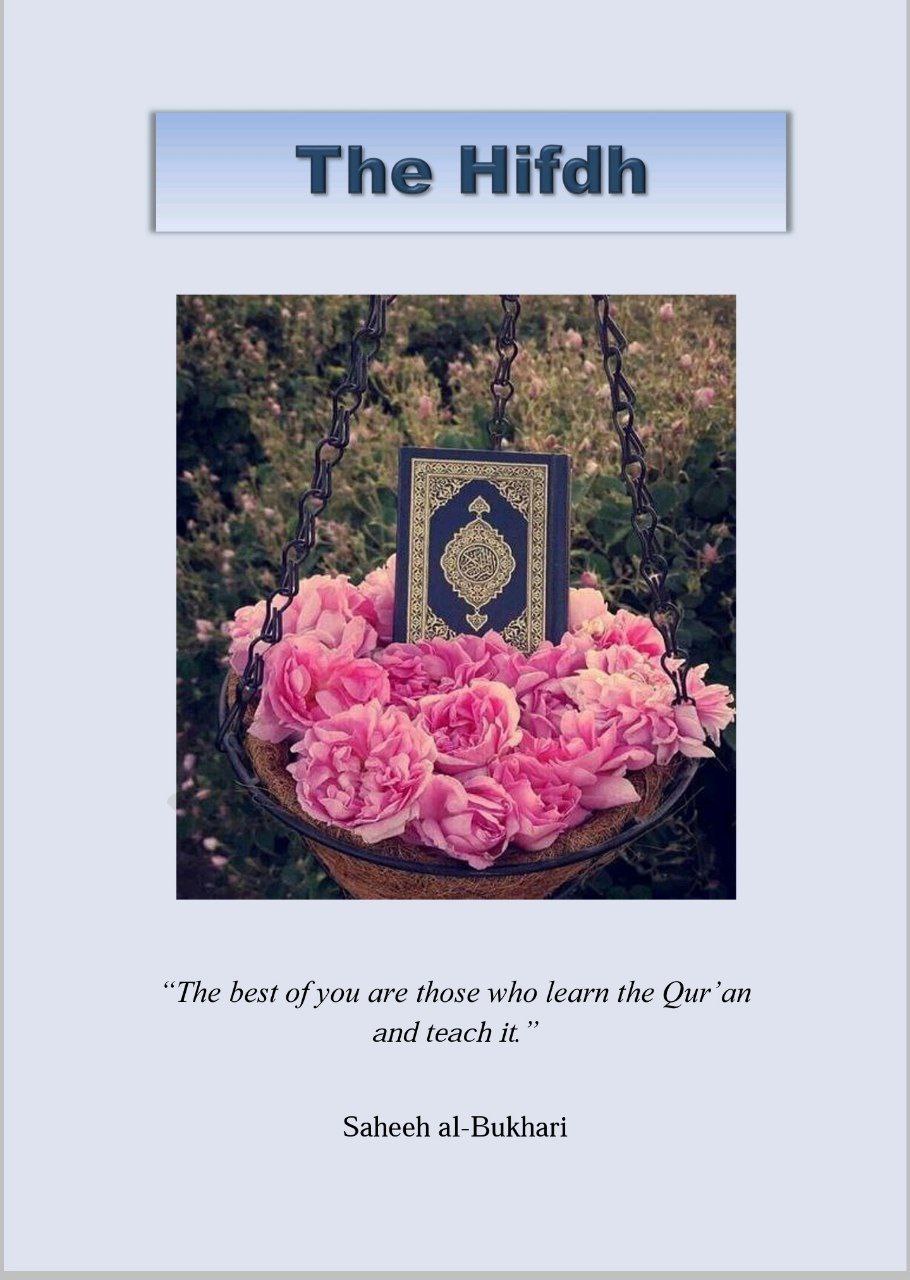 The Hifdh
“The best of you are those who learn the Qur’an
and teach it.”
Saheeh al-Bukhari